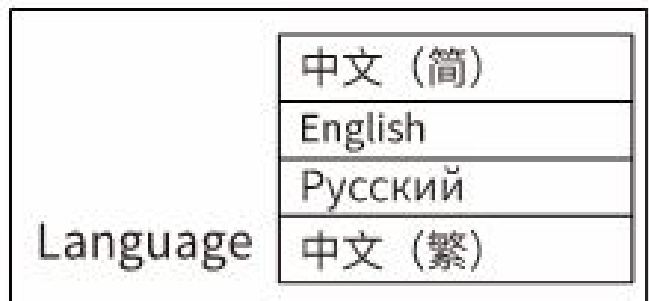 中文（简）
English
Русский
Language
中文（繁）